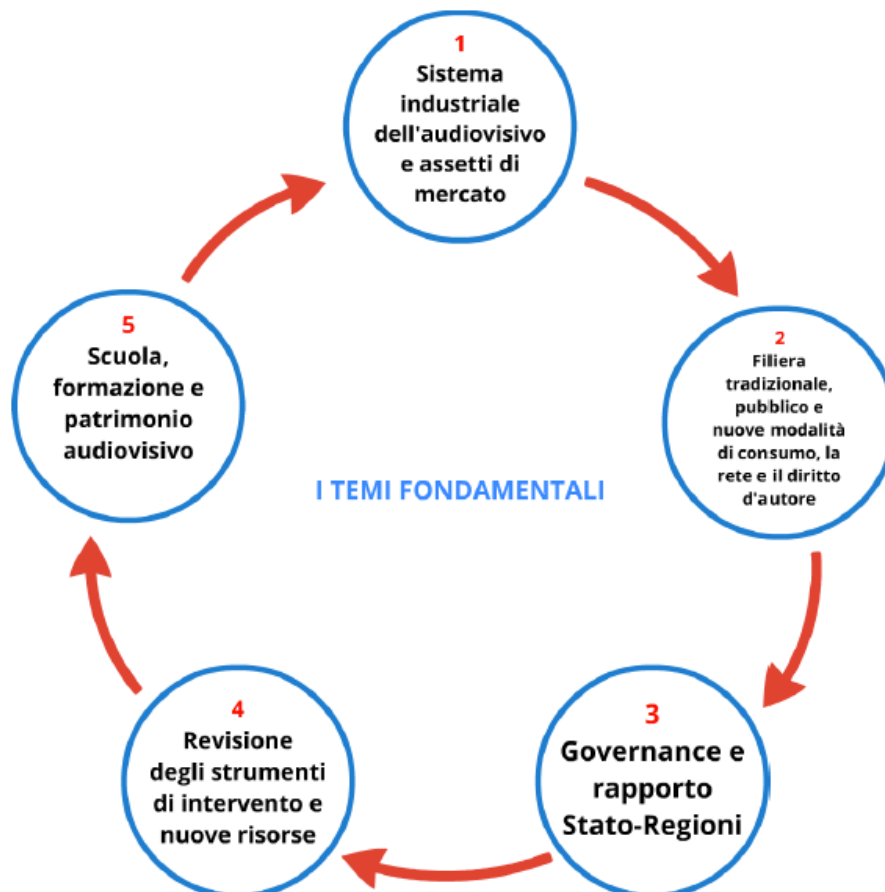 1
Sistema
industriale
dell'audiovisivo
e assetti di
mercato
2
Filiera
tradizionale,
pubblico e
nuove modalità
di consumo, la
rete e il diritto
d'autore
3
Governance e
rapporto
Stato-Regioni
4
Revisione
degli strumenti
di intervento e
nuove risorse
5
Scuola,
formazione e
patrimonio
audiovisivo
I TEMI FONDAMENTALI